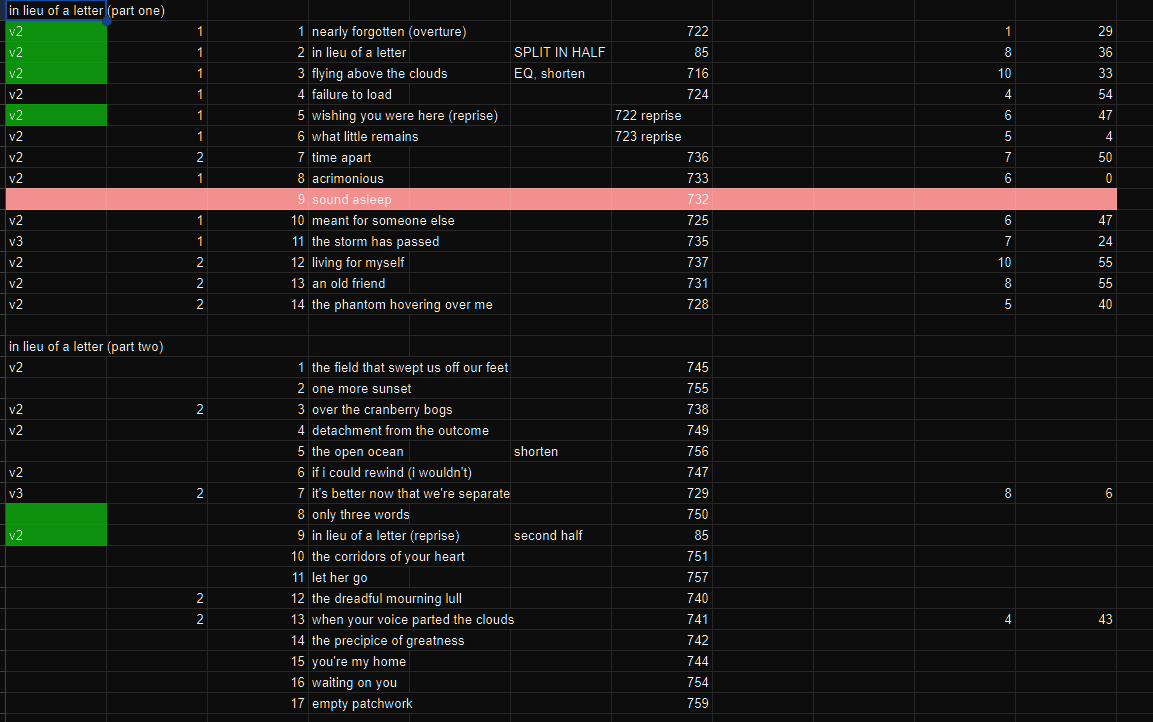 in lieu of a letter (part one)
v2 1 1 nearly forgotten (overture) 722 1 29
v2 1 2 in lieu of a letter SPLIT IN HALF 85 8 36
v2 1 3 flying above the clouds EQ, shorten 716 10 33
v2 1 4 failure to load 724 4 54
v2 1 5 wishing you were here (reprise) 722 reprise 6 47
v2 1 6 what little remains 723 reprise 5 4
v2 2 7 time apart 736 7 50
v2 1 8 acrimonious 733 6 0
9 sound asleep 732
v2 1 10 meant for someone else 725 6 47
v3 1 11 the storm has passed 735 7 24
v2 2 12 living for myself 737 10 55
v2 2 13 an old friend 731 8 55
v2 2 14 the phantom hovering over me 728 5 40
in lieu of a letter (part two)
v2 1 the field that swept us off our feet 745
2 one more sunset 755
v2 2 3 over the cranberry bogs 738
v2 4 detachment from the outcome 749
5 the open ocean shorten 756
v2 6 if i could rewind (i wouldn't) 747
v3 2 7 it's better now that we're separate 729 8 6
8 only three words 750
v2 9 in lieu of a letter (reprise) second half 85
10 the corridors of your heart 751
11 let her go 757
2 12 the dreadful mourning lull 740
2 13 when your voice parted the clouds 741 4 43
14 the precipice of greatness 742
15 you're my home 744
16 waiting on you 754
17 empty patchwork 759